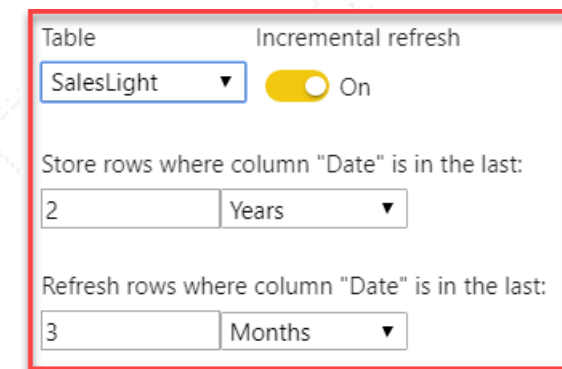 Table Incremental refresh
SalesLight On
Store rows where column "Date" is in the last:
2 Years
Refresh rows where column "Date" is in the last:
3 Months